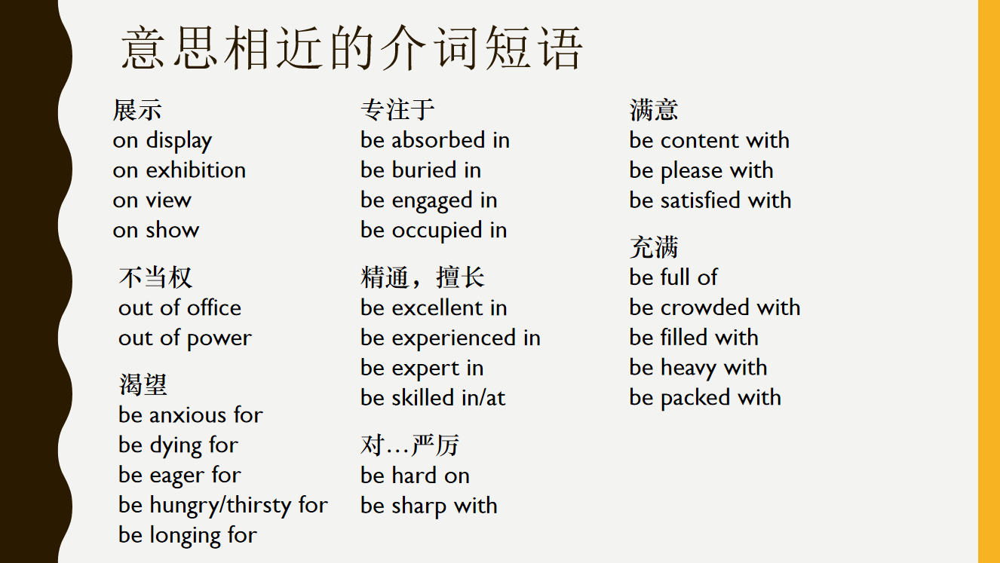 意思相近的介词短语
展示
on display
on exhibition
on view
on show
不当权
out of office
out of power
渴望
be anxious for
be dying for
be eager for
be hungry/thirsty for
be longing for
专注于
be absorbed in
be buried in
be engaged in
be occupied in
精通，擅长
be excellent in
be experienced in
be expert in
be skilled in/at
对…严厉
be hard on
be sharp with
满意
be content with
be please with
be satisfied with
充满
be full of
be crowded with
be filled with
be heavy with
be packed with